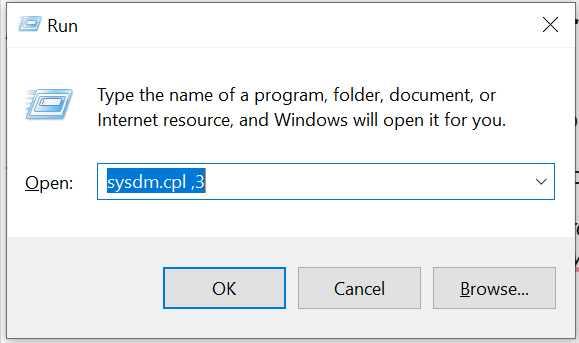 Run
Type the name of a program, folder, document, or
Internet resource, and Windows will open it for you.
Open: sysdm.cpl ,3
OK Cancel Browse...